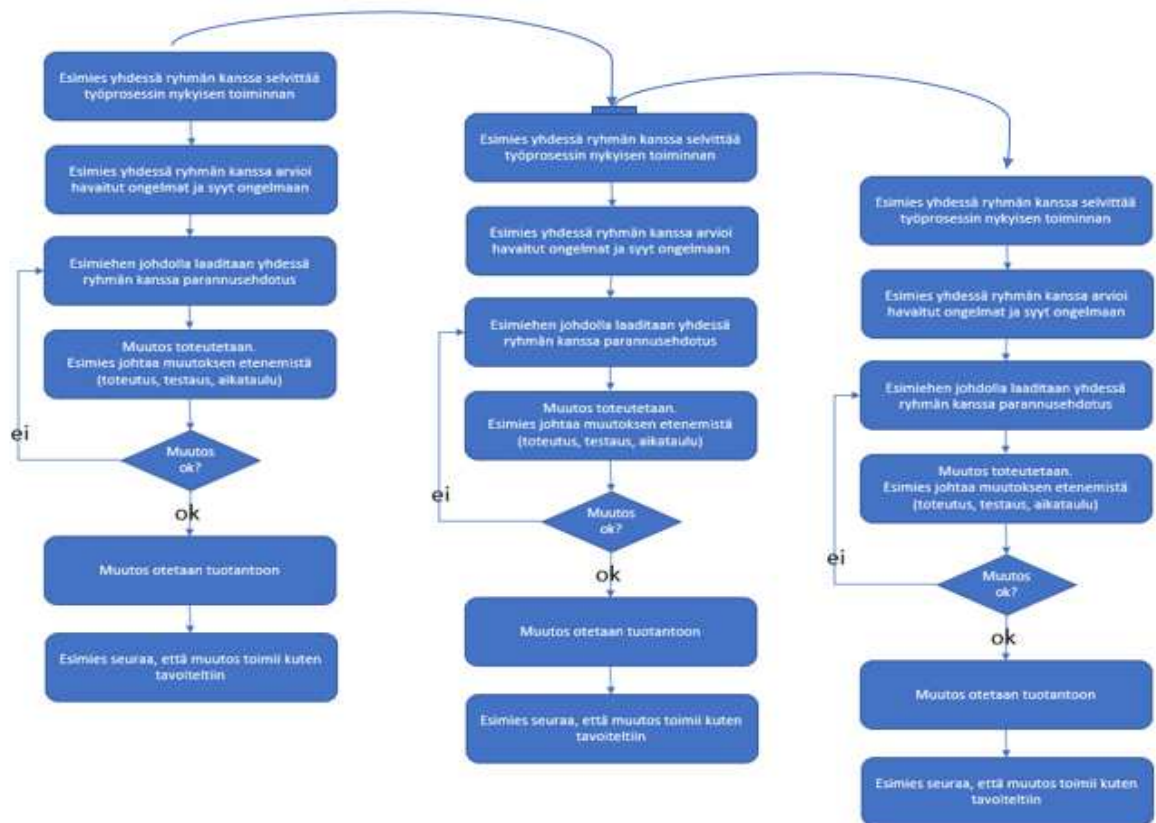 Esimies yhdessä ryhmän kanssa selvittää
työprosessin nykyisen toiminnan
Esimies yhdessä ryhmän kanssa arvioi
havaitut ongelmat ja syyt ongelmaan
Esimiehen johdolla laaditaan yhdessä
ryhmän kanssa parannusehdotus
Muutos toteutetaan.
Esimies johtaa muutoksen etenemistä
(toteutus, testaus, aikataulu)
ei
Muutos
ok?
ok
Muutos otetaan tuotantoon
Esimies seuraa, että muutos toimii kuten
tavoiteltiin
Esimies yhdessä ryhmän kanssa selvittää
työprosessin nykyisen toiminnan
Esimies yhdessä ryhmän kanssa arvioi
havaitut ongelmat ja syyt ongelmaan
Esimiehen johdolla laaditaan yhdessä
ryhmän kanssa parannusehdotus
Muutos toteutetaan.
Esimies johtaa muutoksen etenemistä
(toteutus, testaus, aikataulu)
ei
Muutos
ok?
ok
Muutos otetaan tuotantoon
Esimies seuraa, että muutos toimii kuten
tavoiteltiin
Esimies yhdessä ryhmän kanssa selvittää
työprosessin nykyisen toiminnan
Esimies yhdessä ryhmän kanssa arvioi
havaitut ongelmat ja syyt ongelmaan
Esimiehen johdolla laaditaan yhdessä
ryhmän kanssa parannusehdotus
Muutos toteutetaan.
Esimies johtaa muutoksen etenemistä
(toteutus, testaus, aikataulu)
ei
Muutos
ok?
ok
Muutos otetaan tuotantoon
Esimies seuraa, että muutos toimii kuten
tavoiteltiin